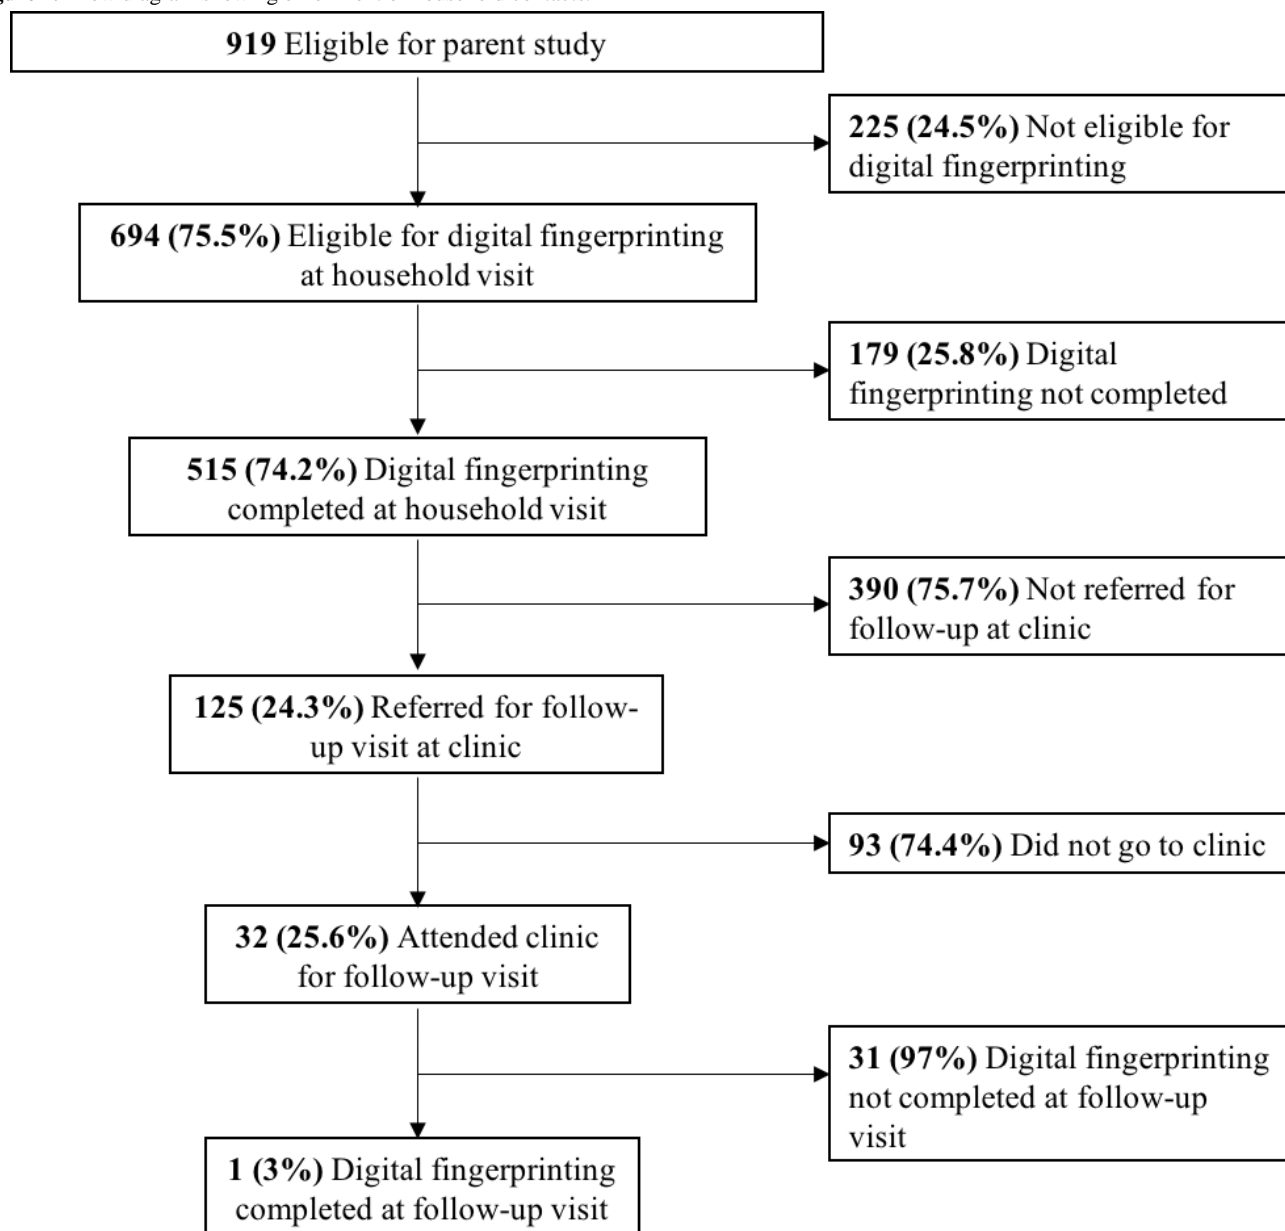 919 Eligible for parent study
225 (24.5%) Not eligible for
digital fingerprinting
694 (75.5%) Eligible for digital fingerprinting
at household visit
179 (25.8%) Digital
fingerprinting not completed
515 (74.2%) Digital fingerprinting
completed at household visit
390 (75.7%) Not referred for
follow-up at clinic
125 (24.3%) Referred for follow-
up visit at clinic
93 (74.4%) Did not go to clinic
32 (25.6%) Attended clinic
for follow-up visit
31 (97%) Digital fingerprinting
not completed at follow-up
visit
1 (3%) Digital fingerprinting
completed at follow-up visit